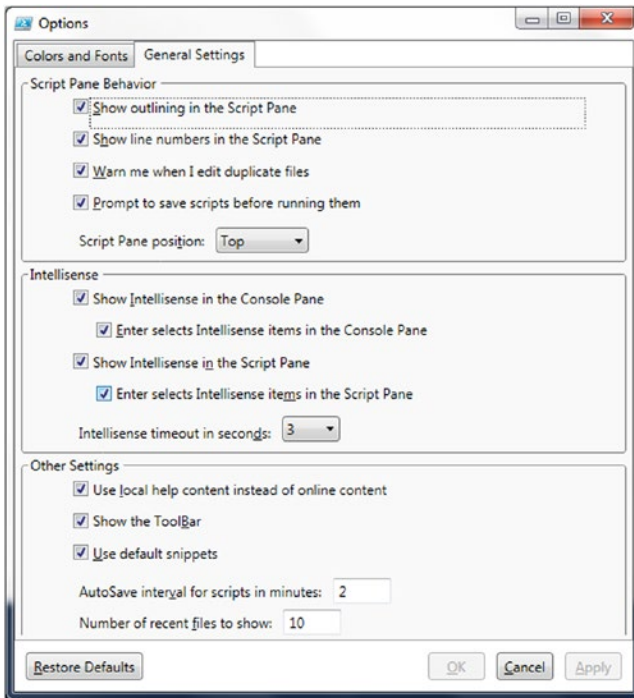 Options
Colors and Fonts General Settings
Script Pane Behavior
Show outlining in the Script Pane
Show line numbers in the Script Pane
Warn me when I edit duplicate files
Prompt to save scripts before running them
Script Pane position: Top
Intellisense
Show Intellisense in the Console Pane
Enter selects Intellisense items in the Console Pane
Show Intellisense in the Script Pane
Enter selects Intellisense items in the Script Pane
Intellisense timeout in seconds: 3
Other Settings
Use local help content instead of online content
Show the ToolBar
Use default snippets
AutoSave interval for scripts in minutes: 2
Number of recent files to show: 10
Restore Defaults OK Cancel Apply